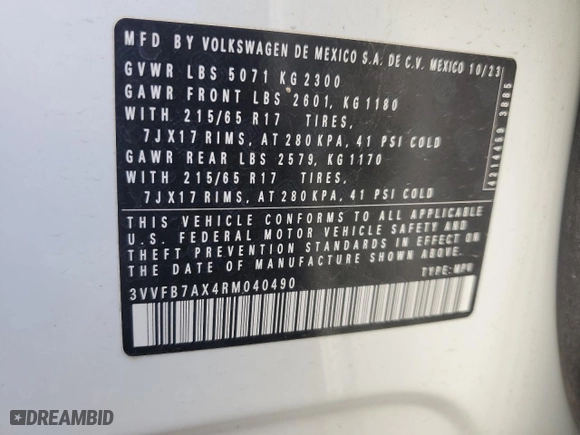 MFD BY VOLKSWAGEN DE MEXICO S.A. DE C.V. MEXICO 10/23
GVWR LBS 5071 KG 2300
GAWR FRONT LBS 2601, KG 1180
WITH 215/65 R17 TIRES,
7JX17 RIMS, AT 280 KPA, 41 PSI COLD
GAWR REAR LBS 2579, KG 1170
WITH 215/65 R17 TIRES,
7JX17 RIMS, AT 280 KPA, 41 PSI COLD
THIS VEHICLE CONFORMS TO ALL APPLICABLE
U.S. FEDERAL MOTOR VEHICLE SAFETY AND
THEFT PREVENTION STANDARDS IN EFFECT ON
THE DATE OF MANUFACTURE SHOWN ABOVE.
3VVFB7AX4RM040490 TYPE: MPV
4214459 3885
DREAMBID